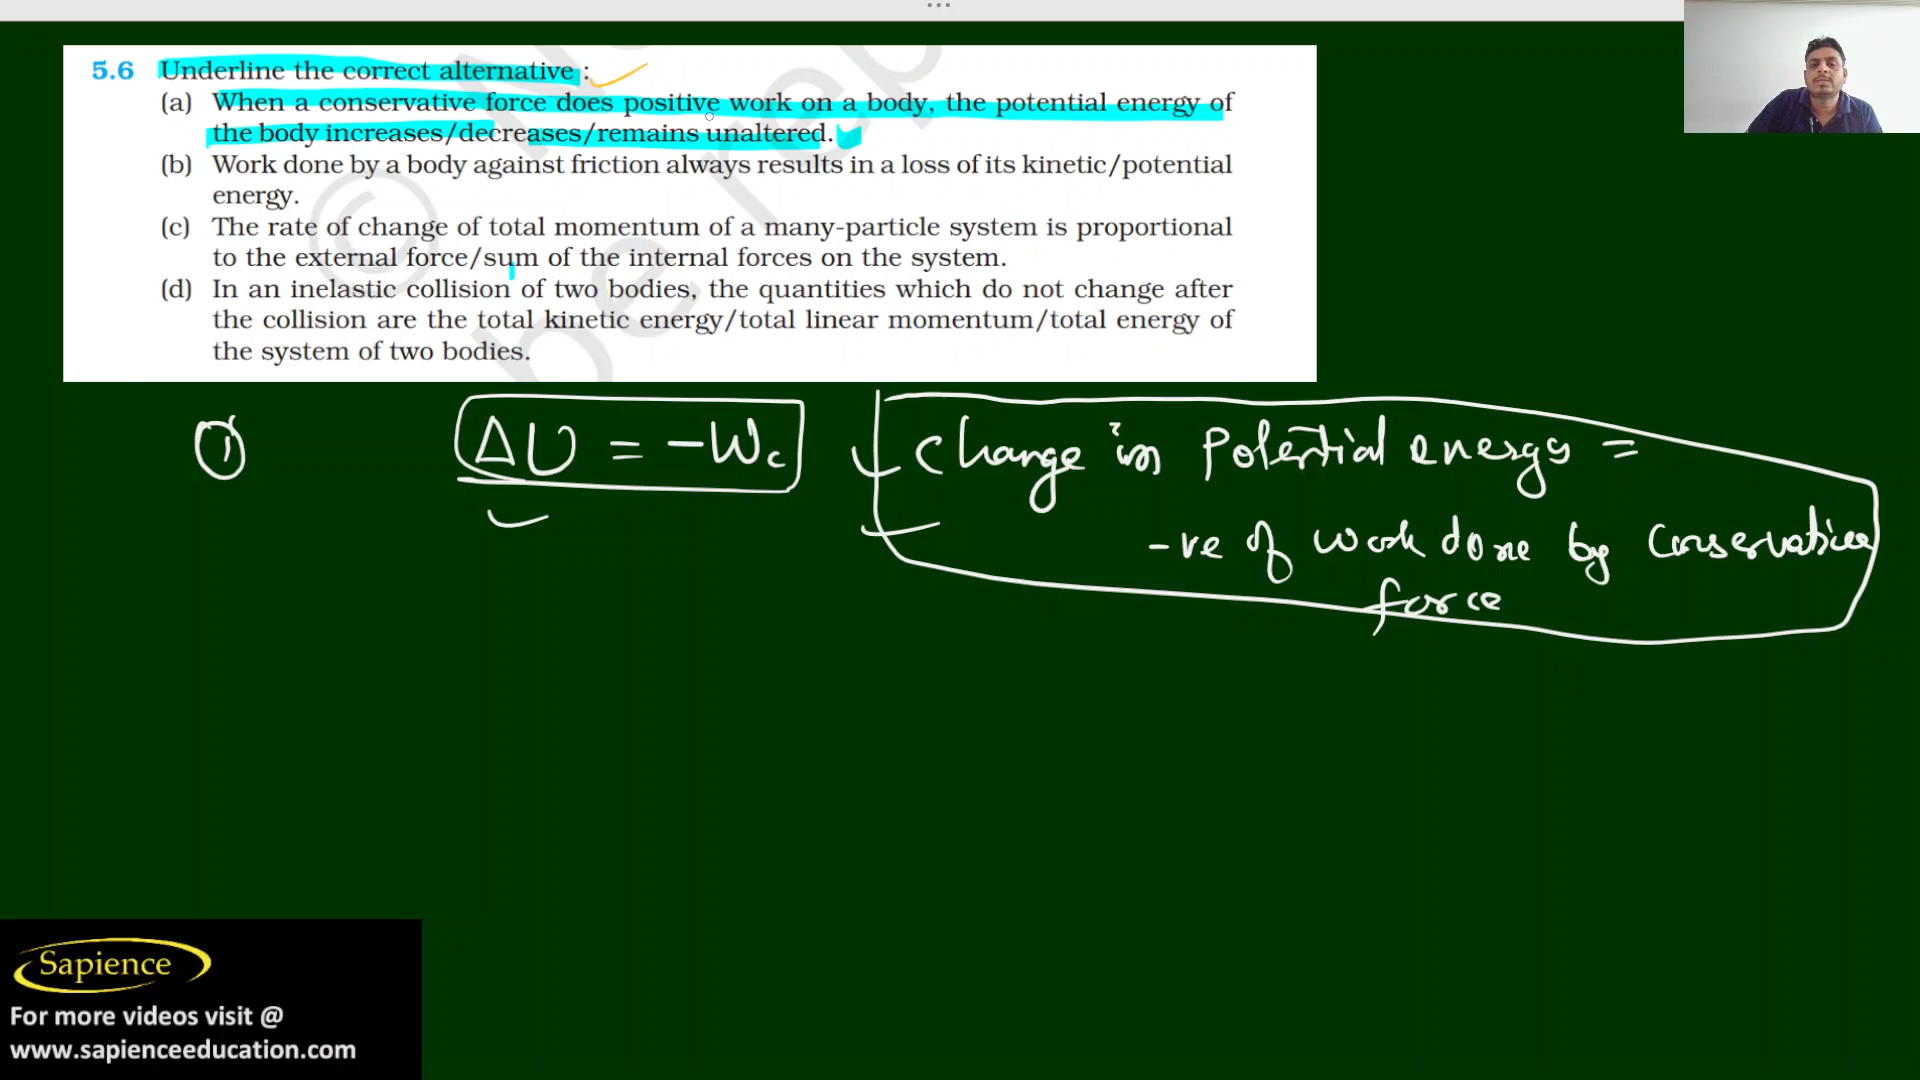 5.6 Underline the correct alternative :
(a) When a conservative force does positive work on a body, the potential energy of
the body increases/decreases/remains unaltered.
(b) Work done by a body against friction always results in a loss of its kinetic/potential
energy.
(c) The rate of change of total momentum of a many-particle system is proportional
to the external force/sum of the internal forces on the system.
(d) In an inelastic collision of two bodies, the quantities which do not change after
the collision are the total kinetic energy/total linear momentum/total energy of
the system of two bodies.
① ΔU = -Wc change in Potential energy =
-ve of work done by conservative
force
Sapience
For more videos visit @
www.sapienceeducation.com